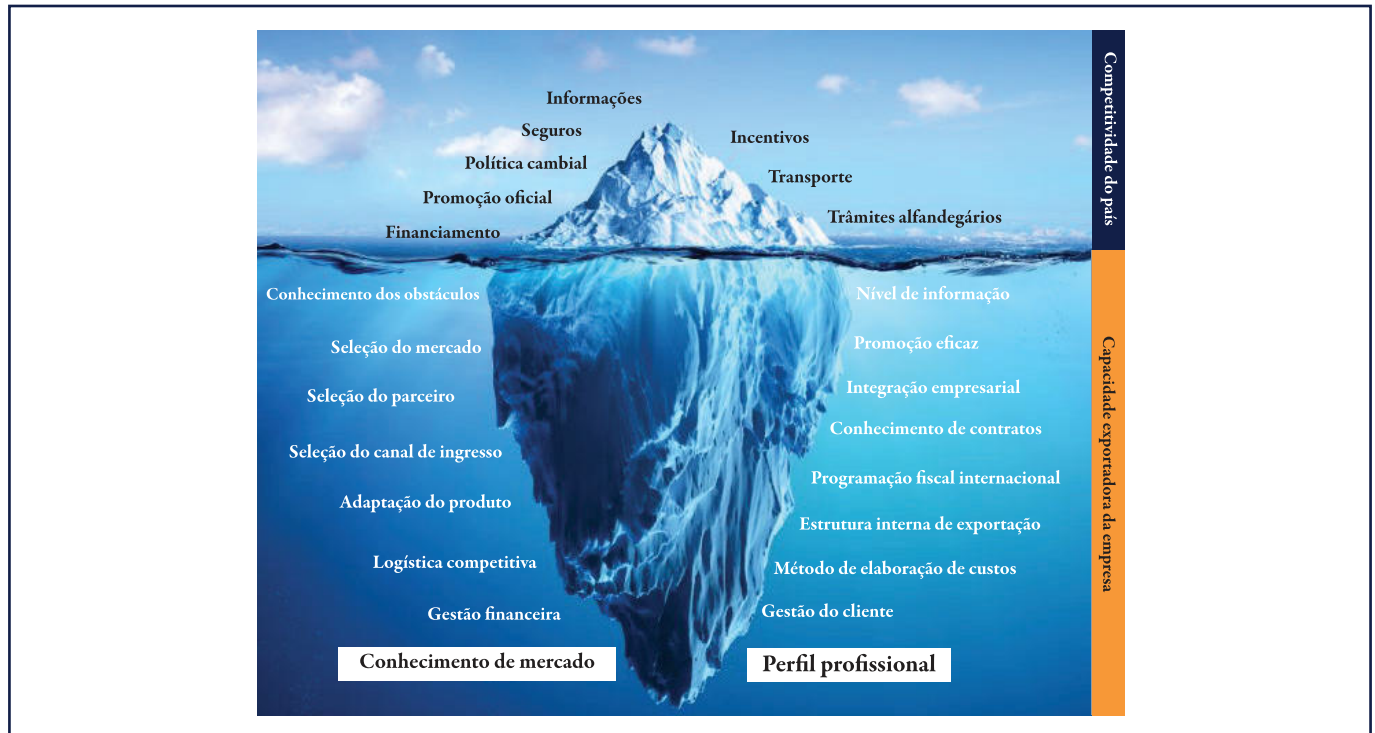 Informações
Seguros
Incentivos
Política cambial
Transporte
Promoção oficial
Trâmites alfandegários
Financiamento
Competitividade do país
Conhecimento dos obstáculos
Nível de informação
Seleção do mercado
Promoção eficaz
Seleção do parceiro
Integração empresarial
Seleção do canal de ingresso
Conhecimento de contratos
Adaptação do produto
Programação fiscal internacional
Estrutura interna de exportação
Logística competitiva
Método de elaboração de custos
Gestão financeira
Gestão do cliente
Conhecimento de mercado
Perfil profissional
Capacidade exportadora da empresa